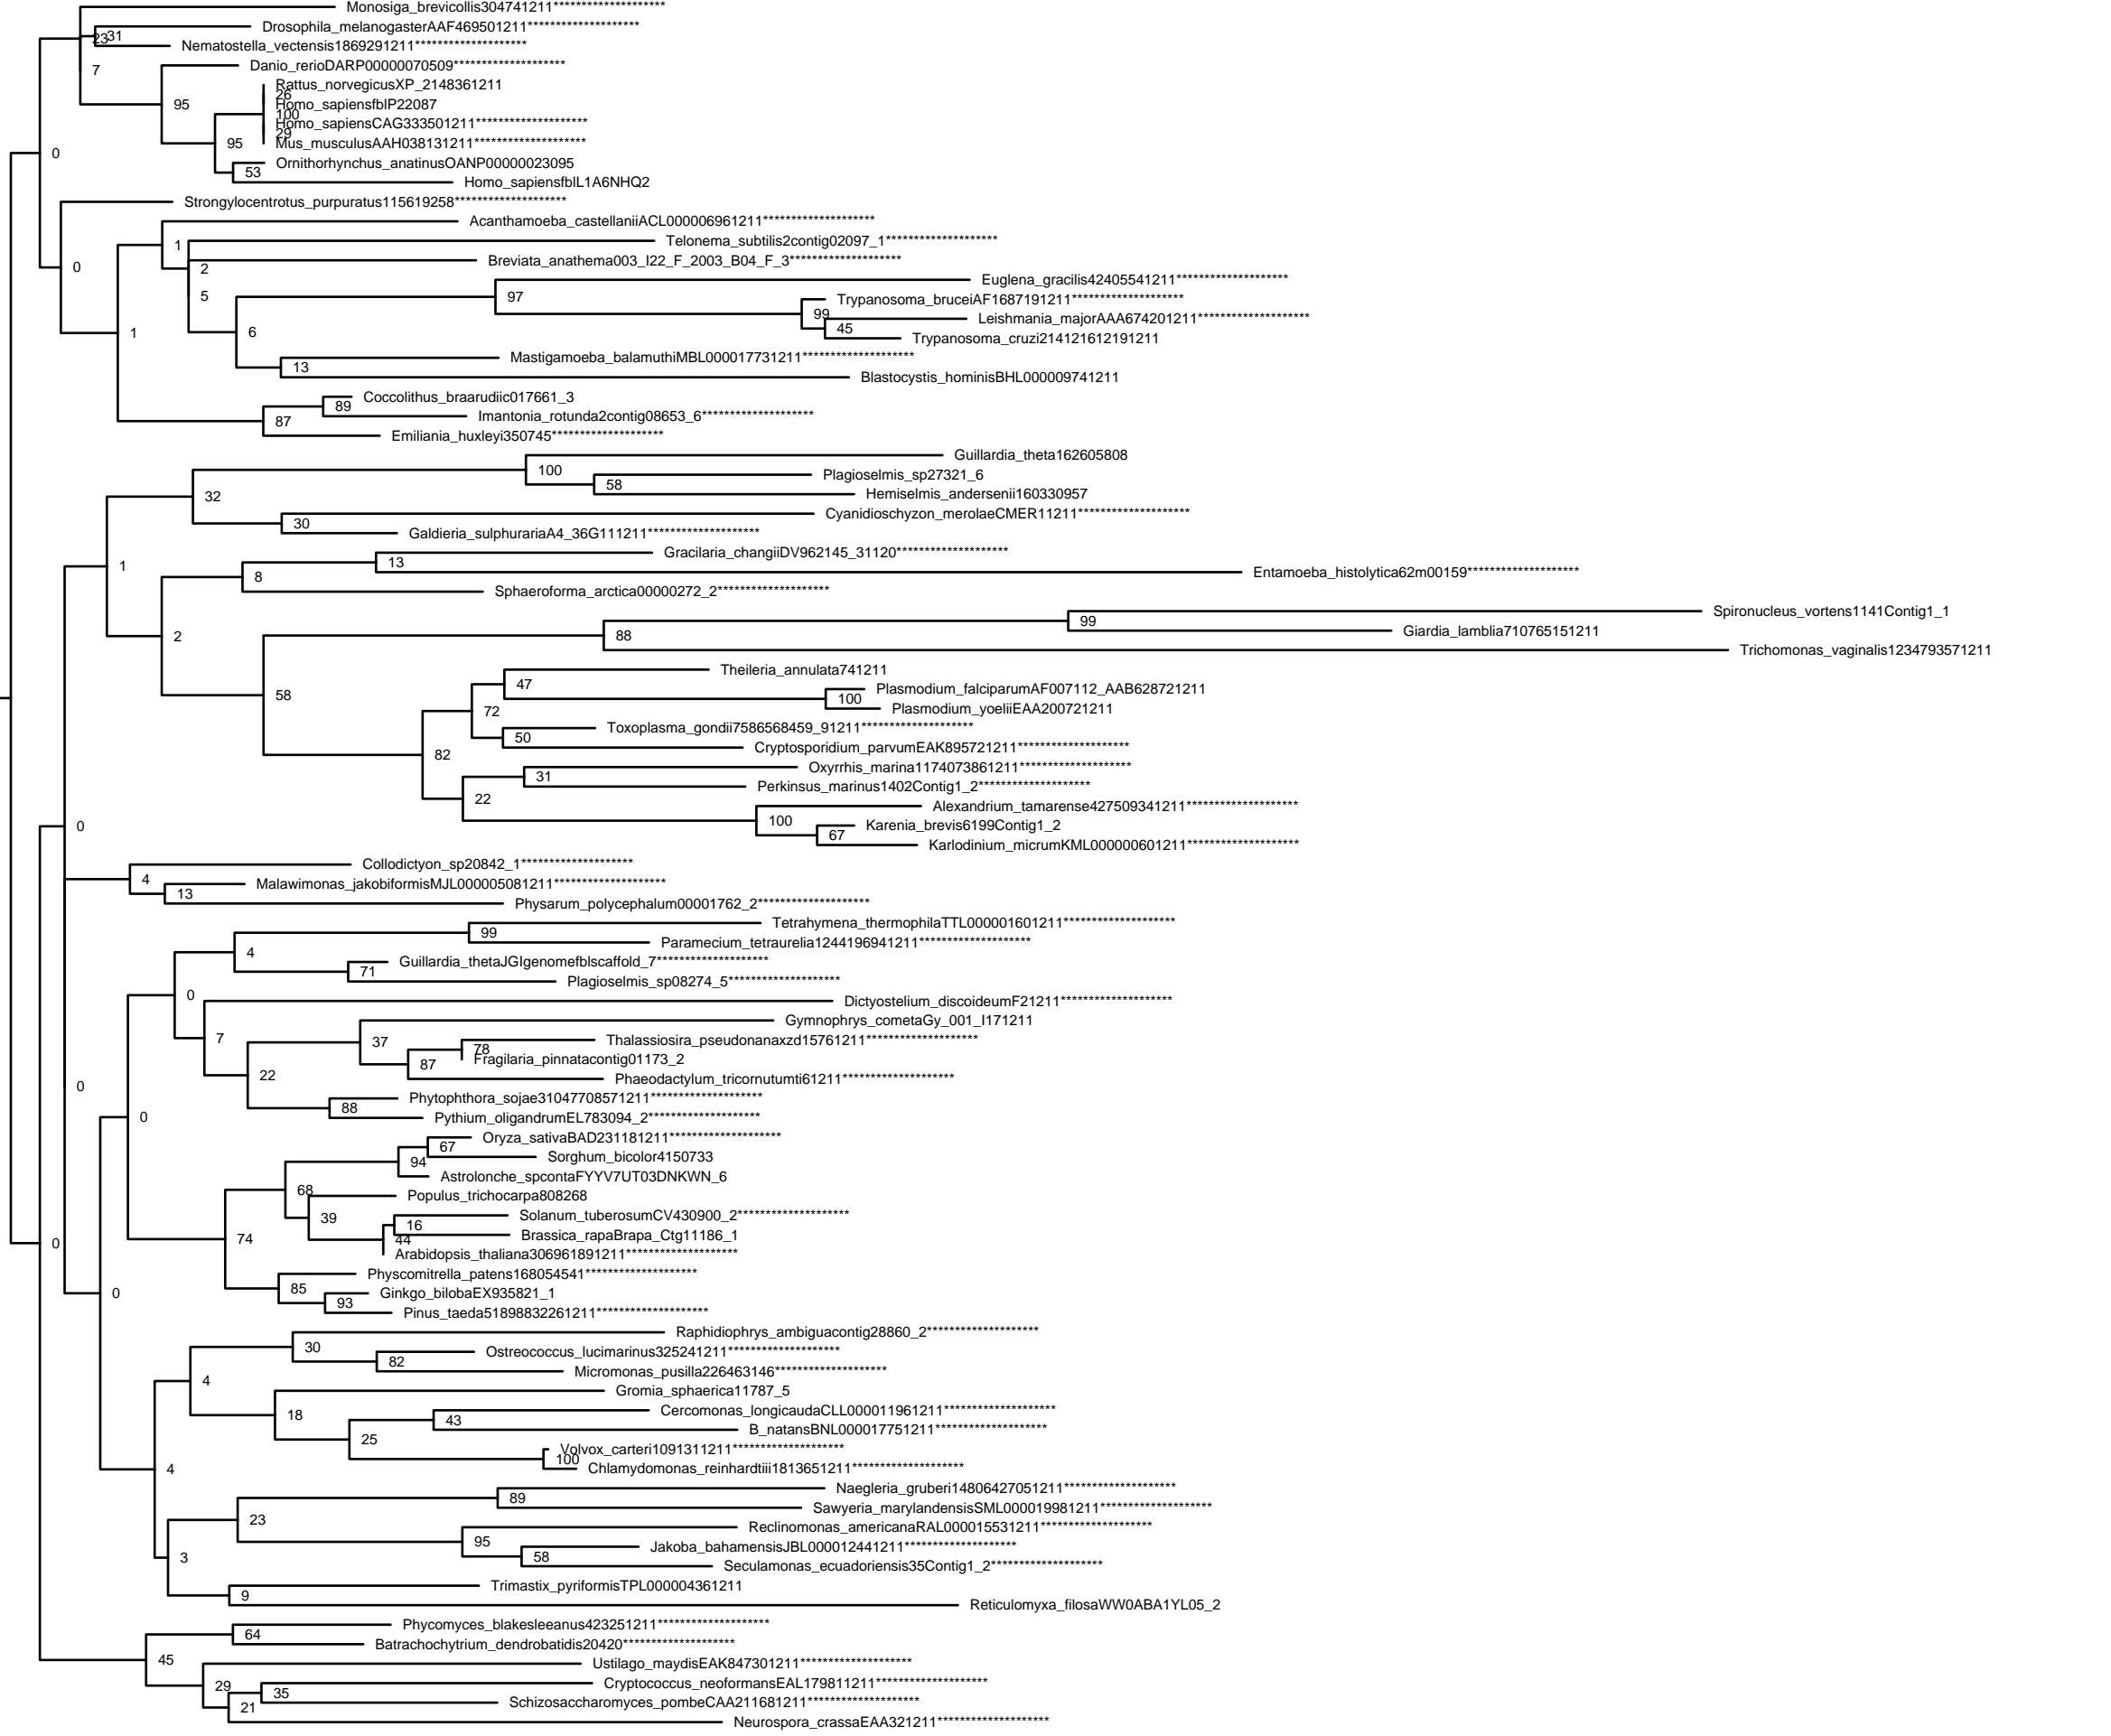 Monosiga_brevicollis304741211********************
Drosophila_melanogasterAAF469501211********************
23
31
Nematostella_vectensis1869291211********************
7
Danio_rerioDARP00000070509********************
Rattus_norvegicusXP_2148361211
26
95
Homo_sapiensfbIP22087
100
Homo_sapiensCAG333501211********************
29
95
Mus_musculusAAH038131211********************
0
Ornithorhynchus_anatinusOANP00000023095
53
Homo_sapiensfbIL1A6NHQ2
Strongylocentrotus_purpuratus115619258********************
Acanthamoeba_castellaniiACL000006961211********************
1
Telonema_subtilis2contig02097_1********************
Breviata_anathema003_I22_F_2003_B04_F_3********************
0
2
Euglena_gracilis42405541211********************
5
97
Trypanosoma_bruceiAF1687191211********************
99
Leishmania_majorAAA674201211********************
1
6
45
Trypanosoma_cruzi214121612191211
Mastigamoeba_balamuthiMBL000017731211********************
13
Blastocystis_hominisBHL000009741211
Coccolithus_braarudiic017661_3
89
Imantonia_rotunda2contig08653_6********************
87
Emiliania_huxleyi350745********************
Guillardia_theta162605808
100
Plagioselmis_sp27321_6
58
Hemiselmis_andersenii160330957
32
Cyanidioschyzon_merolaeCMER11211********************
30
Galdieria_sulphurariaA4_36G111211********************
Gracilaria_changiiDV962145_31120********************
13
1
Entamoeba_histolytica62m00159********************
8
Sphaeroforma_arctica00000272_2********************
Spironucleus_vortens1141Contig1_1
99
Giardia_lamblia710765151211
2
88
Trichomonas_vaginalis1234793571211
Theileria_annulata741211
47
Plasmodium_falciparumAF007112_AAB628721211
58
100
Plasmodium_yoeliiEAA200721211
72
Toxoplasma_gondii7586568459_91211********************
50
Cryptosporidium_parvumEAK895721211********************
82
Oxyrrhis_marina1174073861211********************
31
Perkinsus_marinus1402Contig1_2********************
22
Alexandrium_tamarense427509341211********************
100
Karenia_brevis6199Contig1_2
0
67
Karlodinium_micrumKML000000601211********************
Collodictyon_sp20842_1********************
4
Malawimonas_jakobiformisMJL000005081211********************
13
Physarum_polycephalum00001762_2********************
Tetrahymena_thermophilaTTL000001601211********************
99
Paramecium_tetraurelia1244196941211********************
4
Guillardia_thetaJGIgenomefblscaffold_7********************
71
Plagioselmis_sp08274_5********************
0
Dictyostelium_discoideumF21211********************
Gymnophrys_cometaGy_001_I171211
7
37
Thalassiosira_pseudonanaxzd15761211********************
78
Fragilaria_pinnatacontig01173_2
87
22
Phaeodactylum_tricornutumti61211********************
0
Phytophthora_sojae31047708571211********************
88
0
Pythium_oligandrumEL783094_2********************
Oryza_sativaBAD231181211********************
67
Sorghum_bicolor4150733
94
Astrolonche_spcontaFYYV7UT03DNKWN_6
68
Populus_trichocarpa808268
39
Solanum_tuberosumCV430900_2********************
16
Brassica_rapaBrapa_Ctg11186_1
0
74
44
Arabidopsis_thaliana306961891211********************
Physcomitrella_patens168054541********************
85
0
Ginkgo_bilobaEX935821_1
93
Pinus_taeda51898832261211********************
Raphidiophrys_ambiguacontig28860_2********************
30
Ostreococcus_lucimarinus325241211********************
82
Micromonas_pusilla226463146********************
4
Gromia_sphaerica11787_5
18
Cercomonas_longicaudaCLL000011961211********************
43
B_natansBNL000017751211********************
25
Volvox_carteri1091311211********************
100
4
Chlamydomonas_reinhardtiii1813651211********************
Naegleria_gruberi14806427051211********************
89
Sawyeria_marylandensisSML000019981211********************
23
Reclinomonas_americanaRAL000015531211********************
95
Jakoba_bahamensisJBL000012441211********************
3
58
Seculamonas_ecuadoriensis35Contig1_2********************
Trimastix_pyriformisTPL000004361211
9
Reticulomyxa_filosaWW0ABA1YL05_2
Phycomyces_blakesleeanus423251211********************
64
Batrachochytrium_dendrobatidis20420********************
45
Ustilago_maydisEAK847301211********************
29
Cryptococcus_neoformansEAL179811211********************
35
Schizosaccharomyces_pombeCAA211681211********************
21
Neurospora_crassaEAA321211********************